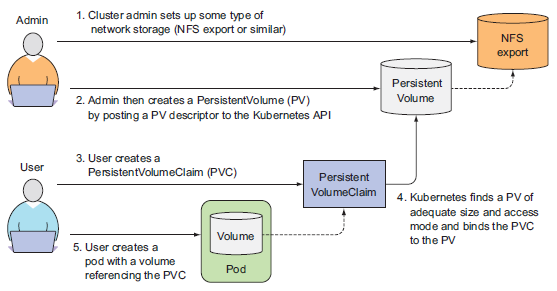 Admin
1. Cluster admin sets up some type of
network storage (NFS export or similar)
NFS
export
Persistent
Volume
2. Admin then creates a PersistentVolume (PV)
by posting a PV descriptor to the Kubernetes API
User
3. User creates a
PersistentVolumeClaim (PVC)
Persistent
VolumeClaim
4. Kubernetes finds a PV of
adequate size and access
mode and binds the PVC
to the PV
Volume
Pod
5. User creates a
pod with a volume
referencing the PVC